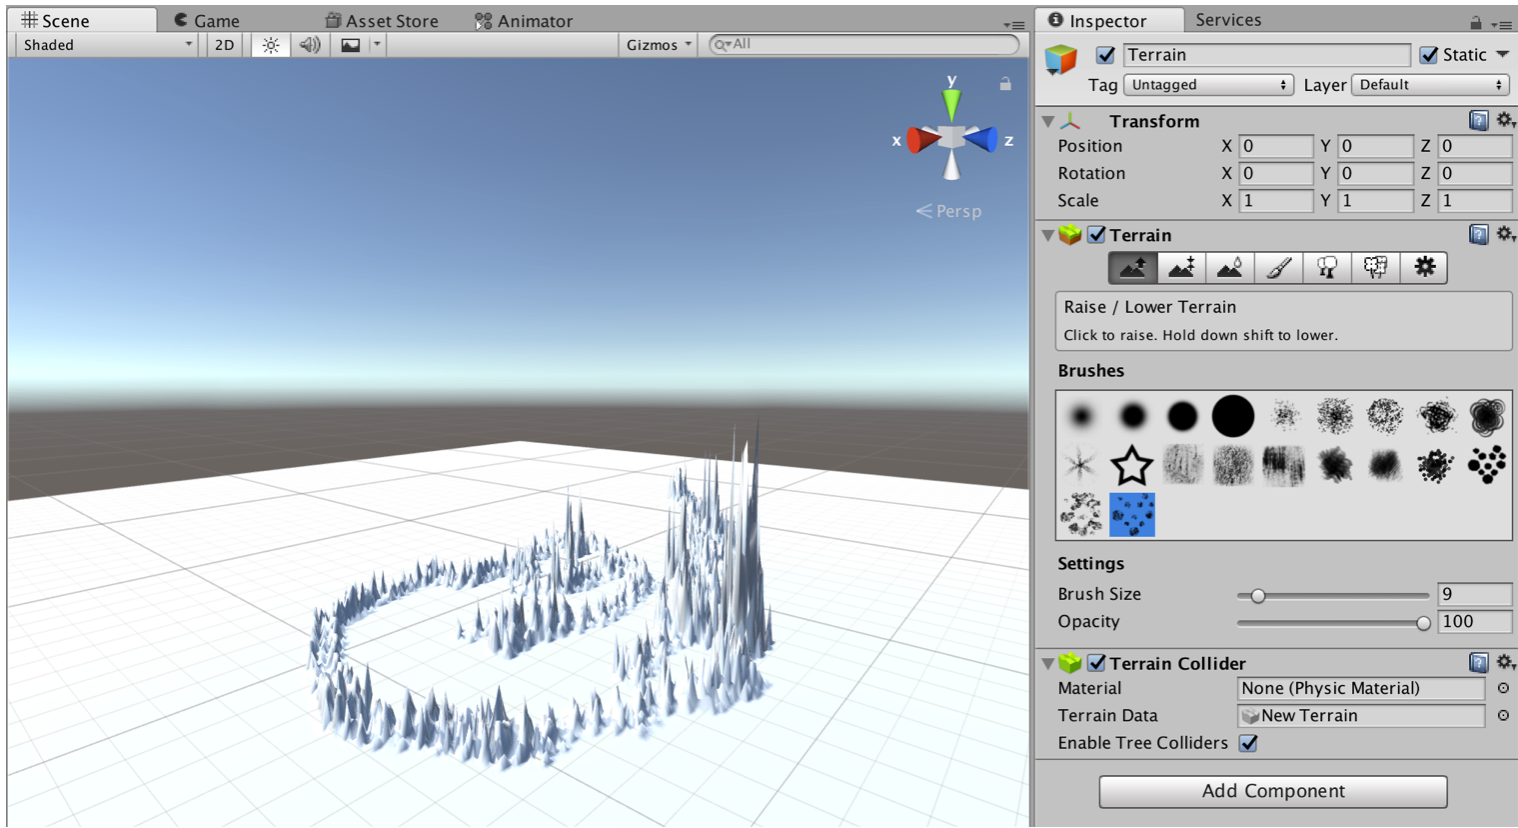 Scene Game Asset Store Animator
Shaded 2D Gizmos All
y
x z
Persp
Inspector Services
Terrain Static
Tag Untagged Layer Default
Transform
Position X 0 Y 0 Z 0
Rotation X 0 Y 0 Z 0
Scale X 1 Y 1 Z 1
Terrain
Raise / Lower Terrain
Click to raise. Hold down shift to lower.
Brushes
Settings
Brush Size 9
Opacity 100
Terrain Collider
Material None (Physic Material)
Terrain Data New Terrain
Enable Tree Colliders
Add Component